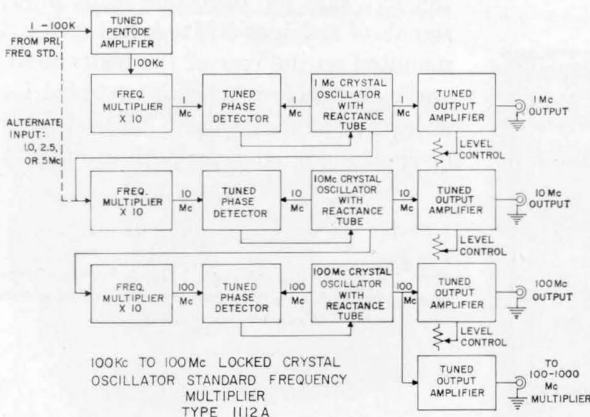 1 - 100K
FROM PRI.
FREQ. STD.
ALTERNATE
INPUT:
1.0, 2.5,
OR 5Mc
TUNED
PENTODE
AMPLIFIER
100Kc
FREQ.
MULTIPLIER
X 10
1
Mc
TUNED
PHASE
DETECTOR
1
Mc
1 Mc CRYSTAL
OSCILLATOR
WITH
REACTANCE
TUBE
1
Mc
TUNED
OUTPUT
AMPLIFIER
1 Mc
OUTPUT
LEVEL
CONTROL
FREQ.
MULTIPLIER
X 10
10
Mc
TUNED
PHASE
DETECTOR
10
Mc
10Mc CRYSTAL
OSCILLATOR
WITH
REACTANCE
TUBE
10
Mc
TUNED
OUTPUT
AMPLIFIER
10 Mc
OUTPUT
LEVEL
CONTROL
FREQ.
MULTIPLIER
X 10
100
Mc
TUNED
PHASE
DETECTOR
100
Mc
100Mc CRYSTAL
OSCILLATOR
WITH
REACTANCE
TUBE
100
Mc
TUNED
OUTPUT
AMPLIFIER
100Mc
OUTPUT
LEVEL
CONTROL
TUNED
OUTPUT
AMPLIFIER
TO
100-1000
Mc
MULTIPLIER
100Kc TO 100Mc LOCKED CRYSTAL
OSCILLATOR STANDARD FREQUENCY
MULTIPLIER
TYPE 1112A